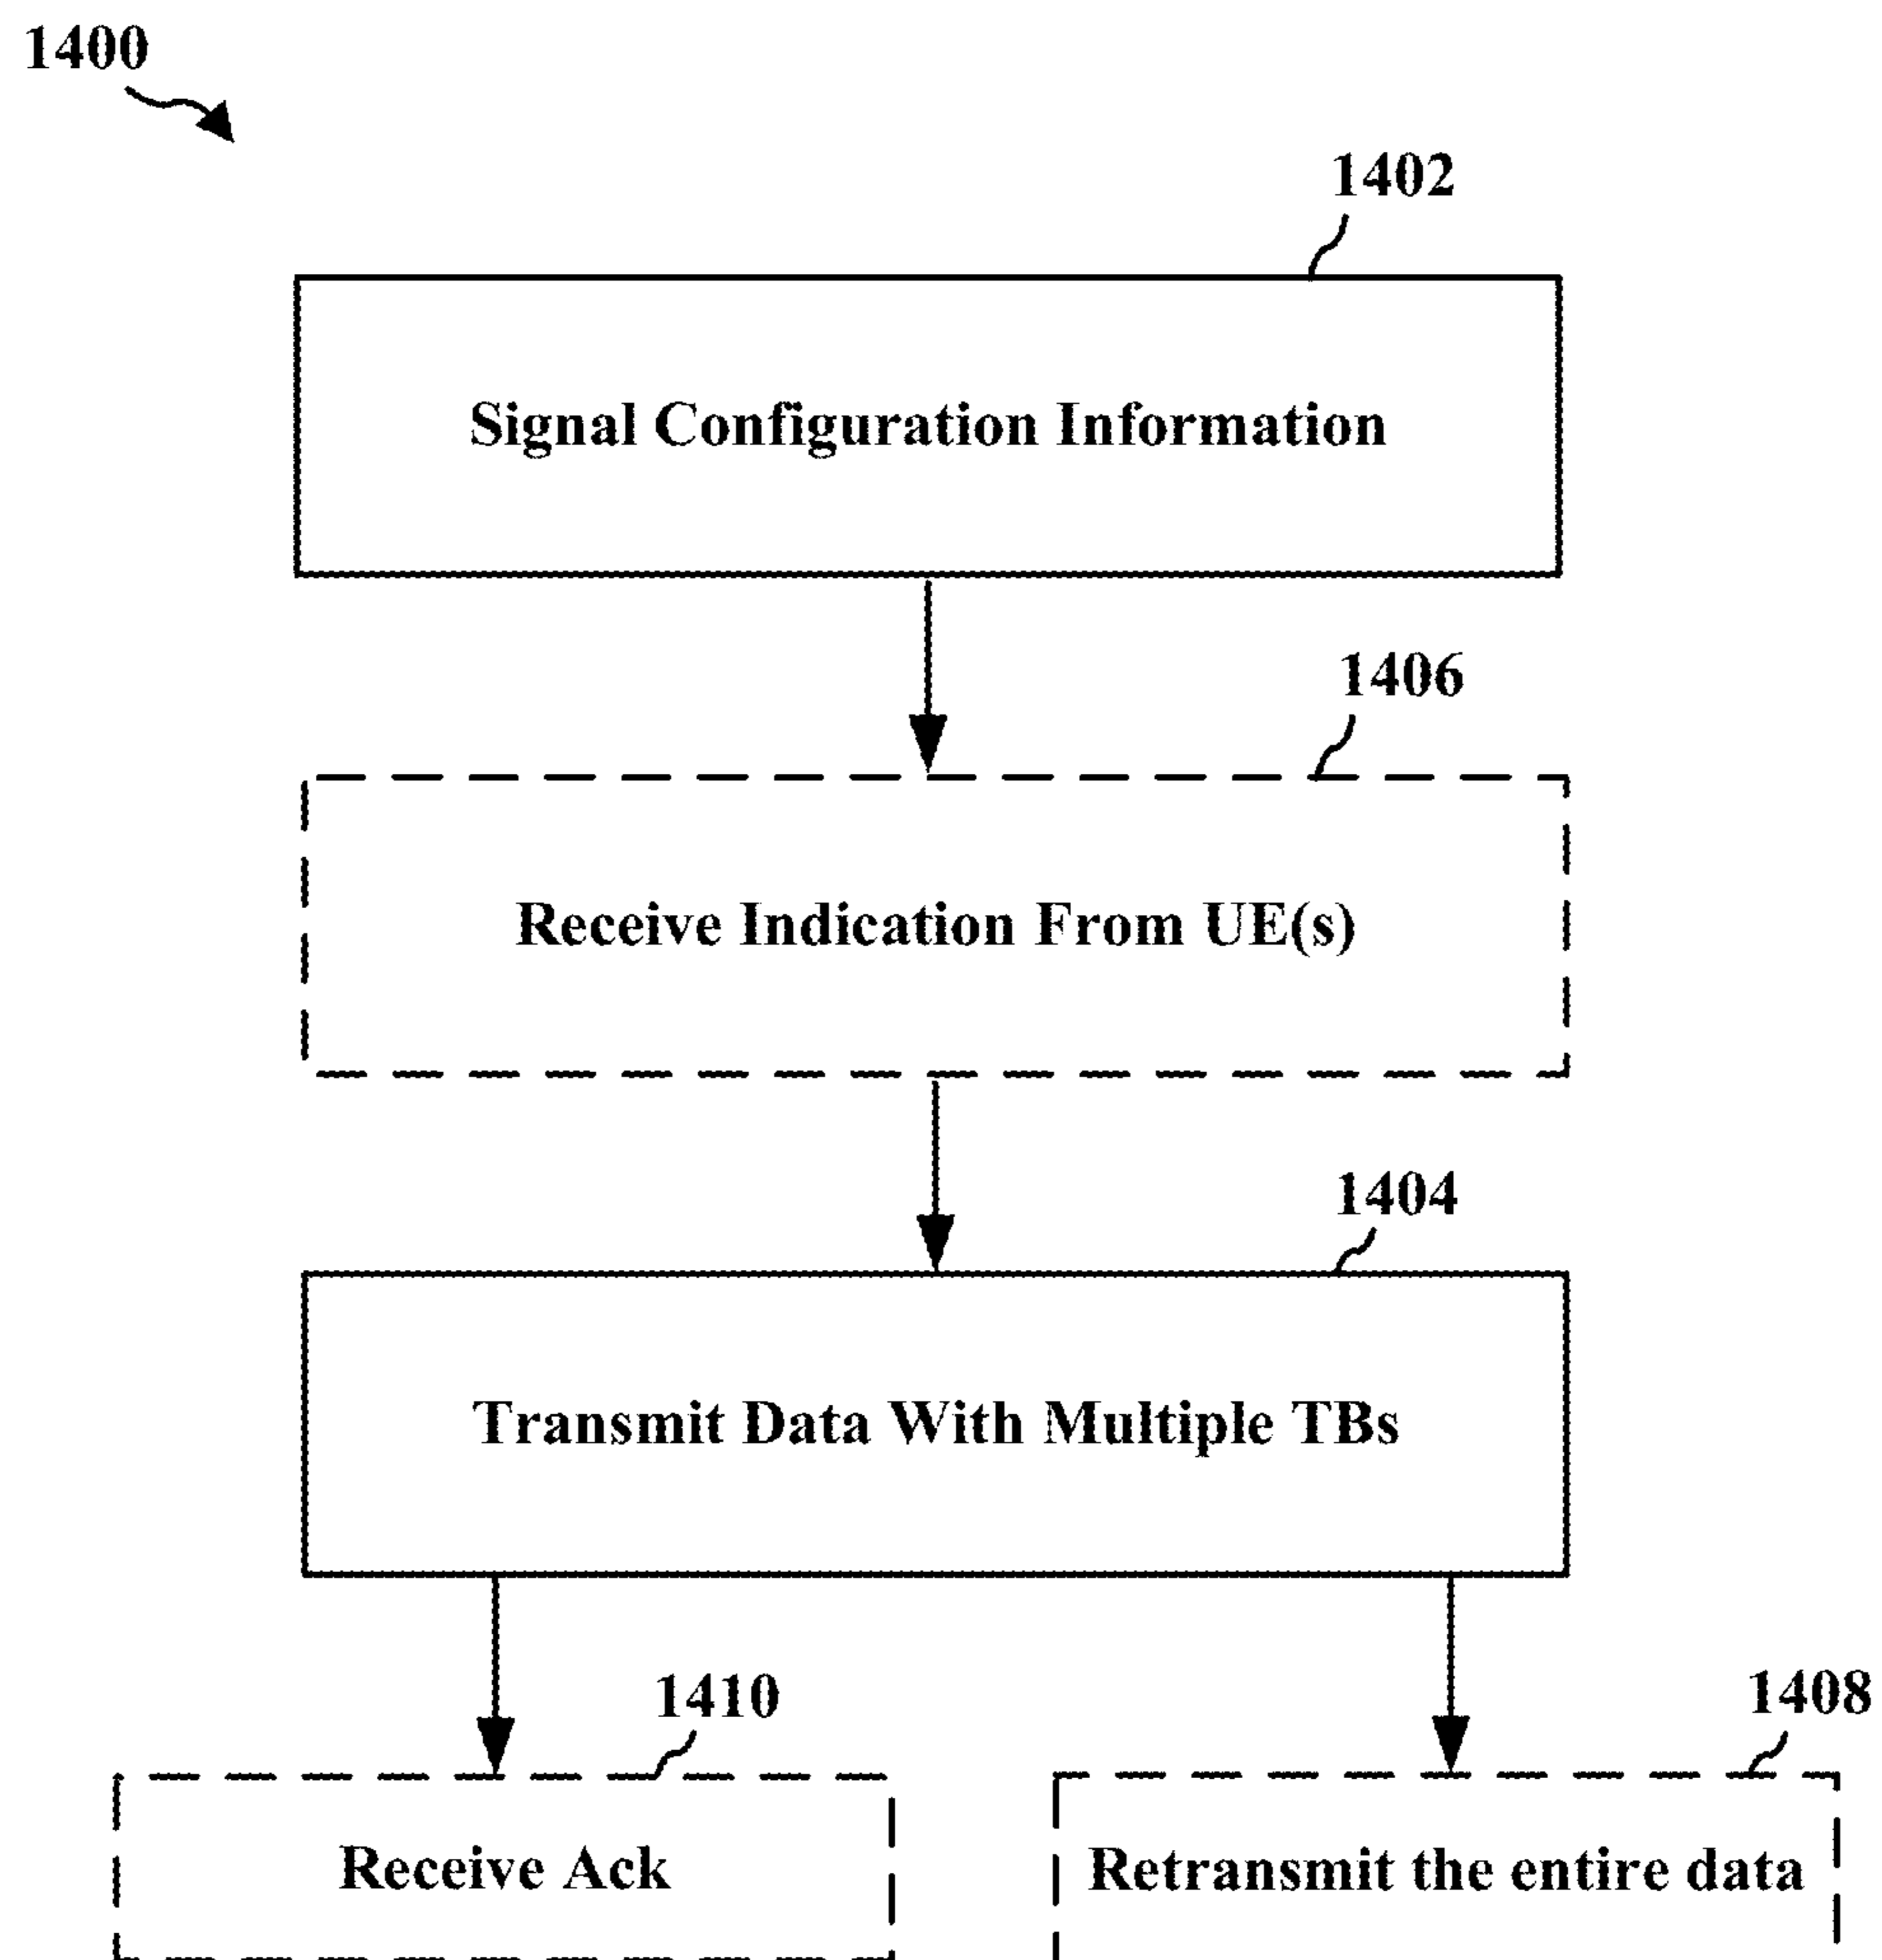 1400
1402
Signal Configuration Information
1406
Receive Indication From UE(s)
1404
Transmit Data With Multiple TBs
1410
1408
Receive Ack
Retransmit the entire data